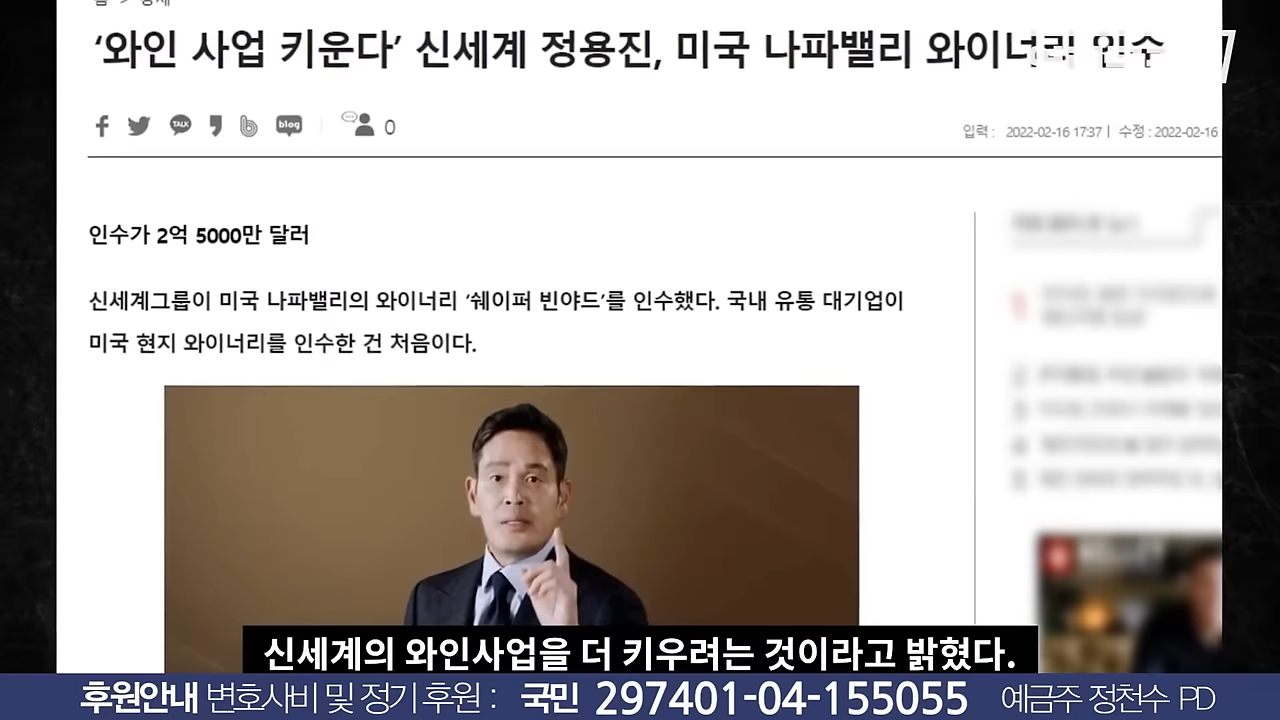 ‘와인 사업 키운다’ 신세계 정용진, 미국 나파밸리 와이너리 인수
TALK
blog
0
입력 : 2022-02-16 17:37 | 수정 : 2022-02-16
인수가 2억 5000만 달러
신세계그룹이 미국 나파밸리의 와이너리 ‘쉐이퍼 빈야드’를 인수했다. 국내 유통 대기업이
미국 현지 와이너리를 인수한 건 처음이다.
신세계의 와인사업을 더 키우려는 것이라고 밝혔다.
후원안내 변호사비 및 정기 후원 : 국민 297401-04-155055 예금주 정천수 PD